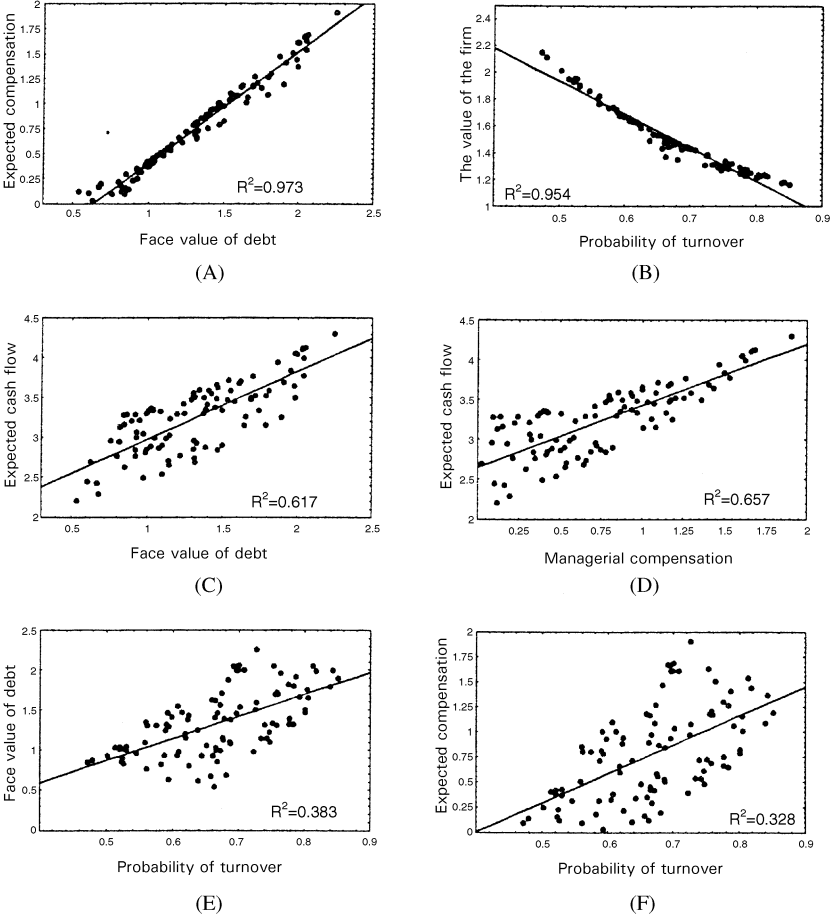 Expected compensation
2
1.75
1.5
1.25
1
0.75
0.5
0.25
0
0.5 1 1.5 2 2.5
R²=0.973
Face value of debt
(A)
The value of the firm
2.4
2.2
2
1.8
1.6
1.4
1.2
1
0.5 0.6 0.7 0.8 0.9
R²=0.954
Probability of turnover
(B)
Expected cash flow
4.5
4
3.5
3
2.5
2
0.5 1 1.5 2 2.5
R²=0.617
Face value of debt
(C)
Expected cash flow
4.5
4
3.5
3
2.5
2
0.25 0.5 0.75 1 1.25 1.5 1.75 2
R²=0.657
Managerial compensation
(D)
Face value of debt
2.5
2
1.5
1
0.5
0
0.5 0.6 0.7 0.8 0.9
R²=0.383
Probability of turnover
(E)
Expected compensation
2
1.75
1.5
1.25
1
0.75
0.5
0.25
0
0.5 0.6 0.7 0.8 0.9
R²=0.328
Probability of turnover
(F)